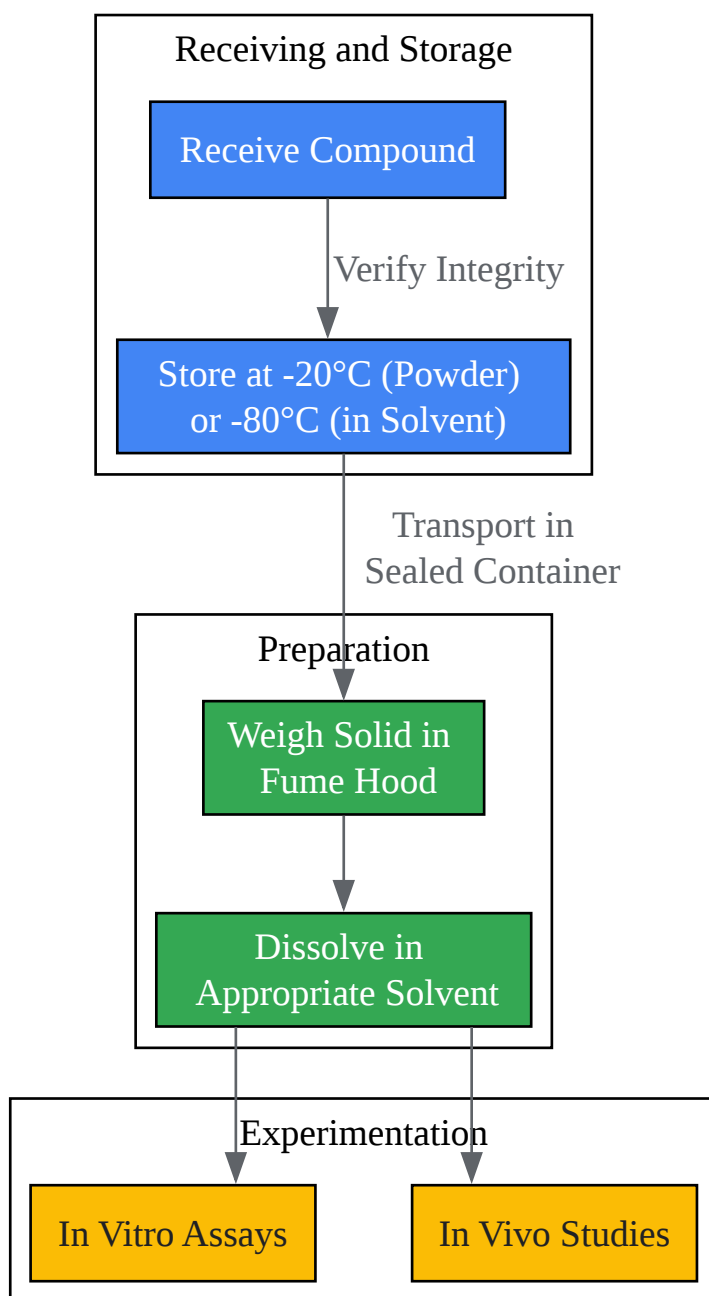 Receiving and Storage
Receive Compound
Verify Integrity
Store at -20°C (Powder)
or -80°C (in Solvent)
Transport in
Sealed Container
Preparation
Weigh Solid in
Fume Hood
Dissolve in
Appropriate Solvent
Experimentation
In Vitro Assays
In Vivo Studies